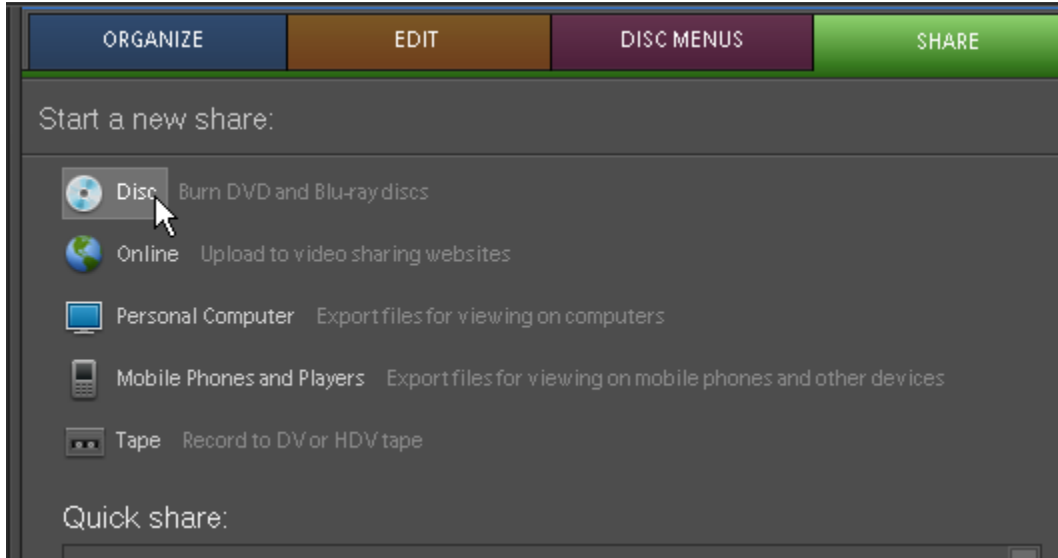 ORGANIZE EDIT DISC MENUS SHARE
Start a new share:
Disc Burn DVD and Blu-ray discs
Online Upload to video sharing websites
Personal Computer Export files for viewing on computers
Mobile Phones and Players Export files for viewing on mobile phones and other devices
Tape Record to DV or HDV tape
Quick share: